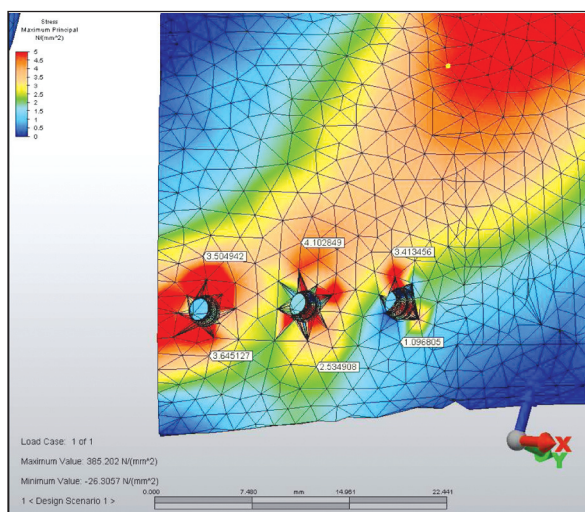 Stress
Maximum Principal
N/(mm^2)
5
4.5
4
3.5
3
2.5
2
1.5
1
0.5
0
4.102849
3.504942
3.413456
3.645127
2.534908
1.096805
Load Case: 1 of 1
Maximum Value: 385.202 N/(mm^2)
Minimum Value: -26.3057 N/(mm^2)
1 < Design Scenario 1 >
0.000 7.480 mm 14.961 22.441
X
Y